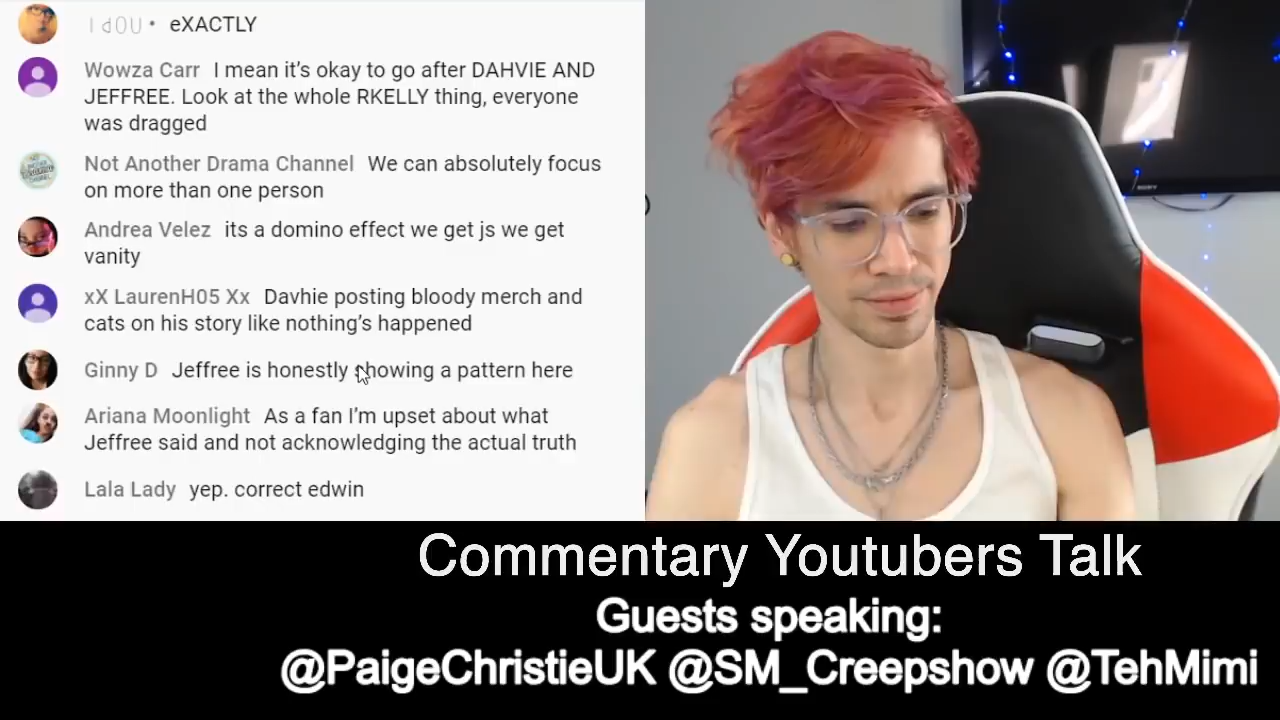 eXACTLY
Wowza Carr I mean it's okay to go after DAHVIE AND
JEFFREE. Look at the whole RKELLY thing, everyone
was dragged
Not Another Drama Channel We can absolutely focus
on more than one person
Andrea Velez its a domino effect we get js we get
vanity
xX LaurenH05 Xx Davhie posting bloody merch and
cats on his story like nothing's happened
Ginny D Jeffree is honestly showing a pattern here
Ariana Moonlight As a fan I'm upset about what
Jeffree said and not acknowledging the actual truth
Lala Lady yep. correct edwin
SONY
Commentary Youtubers Talk
Guests speaking:
@PaigeChristieUK @SM_Creepshow @TehMimi